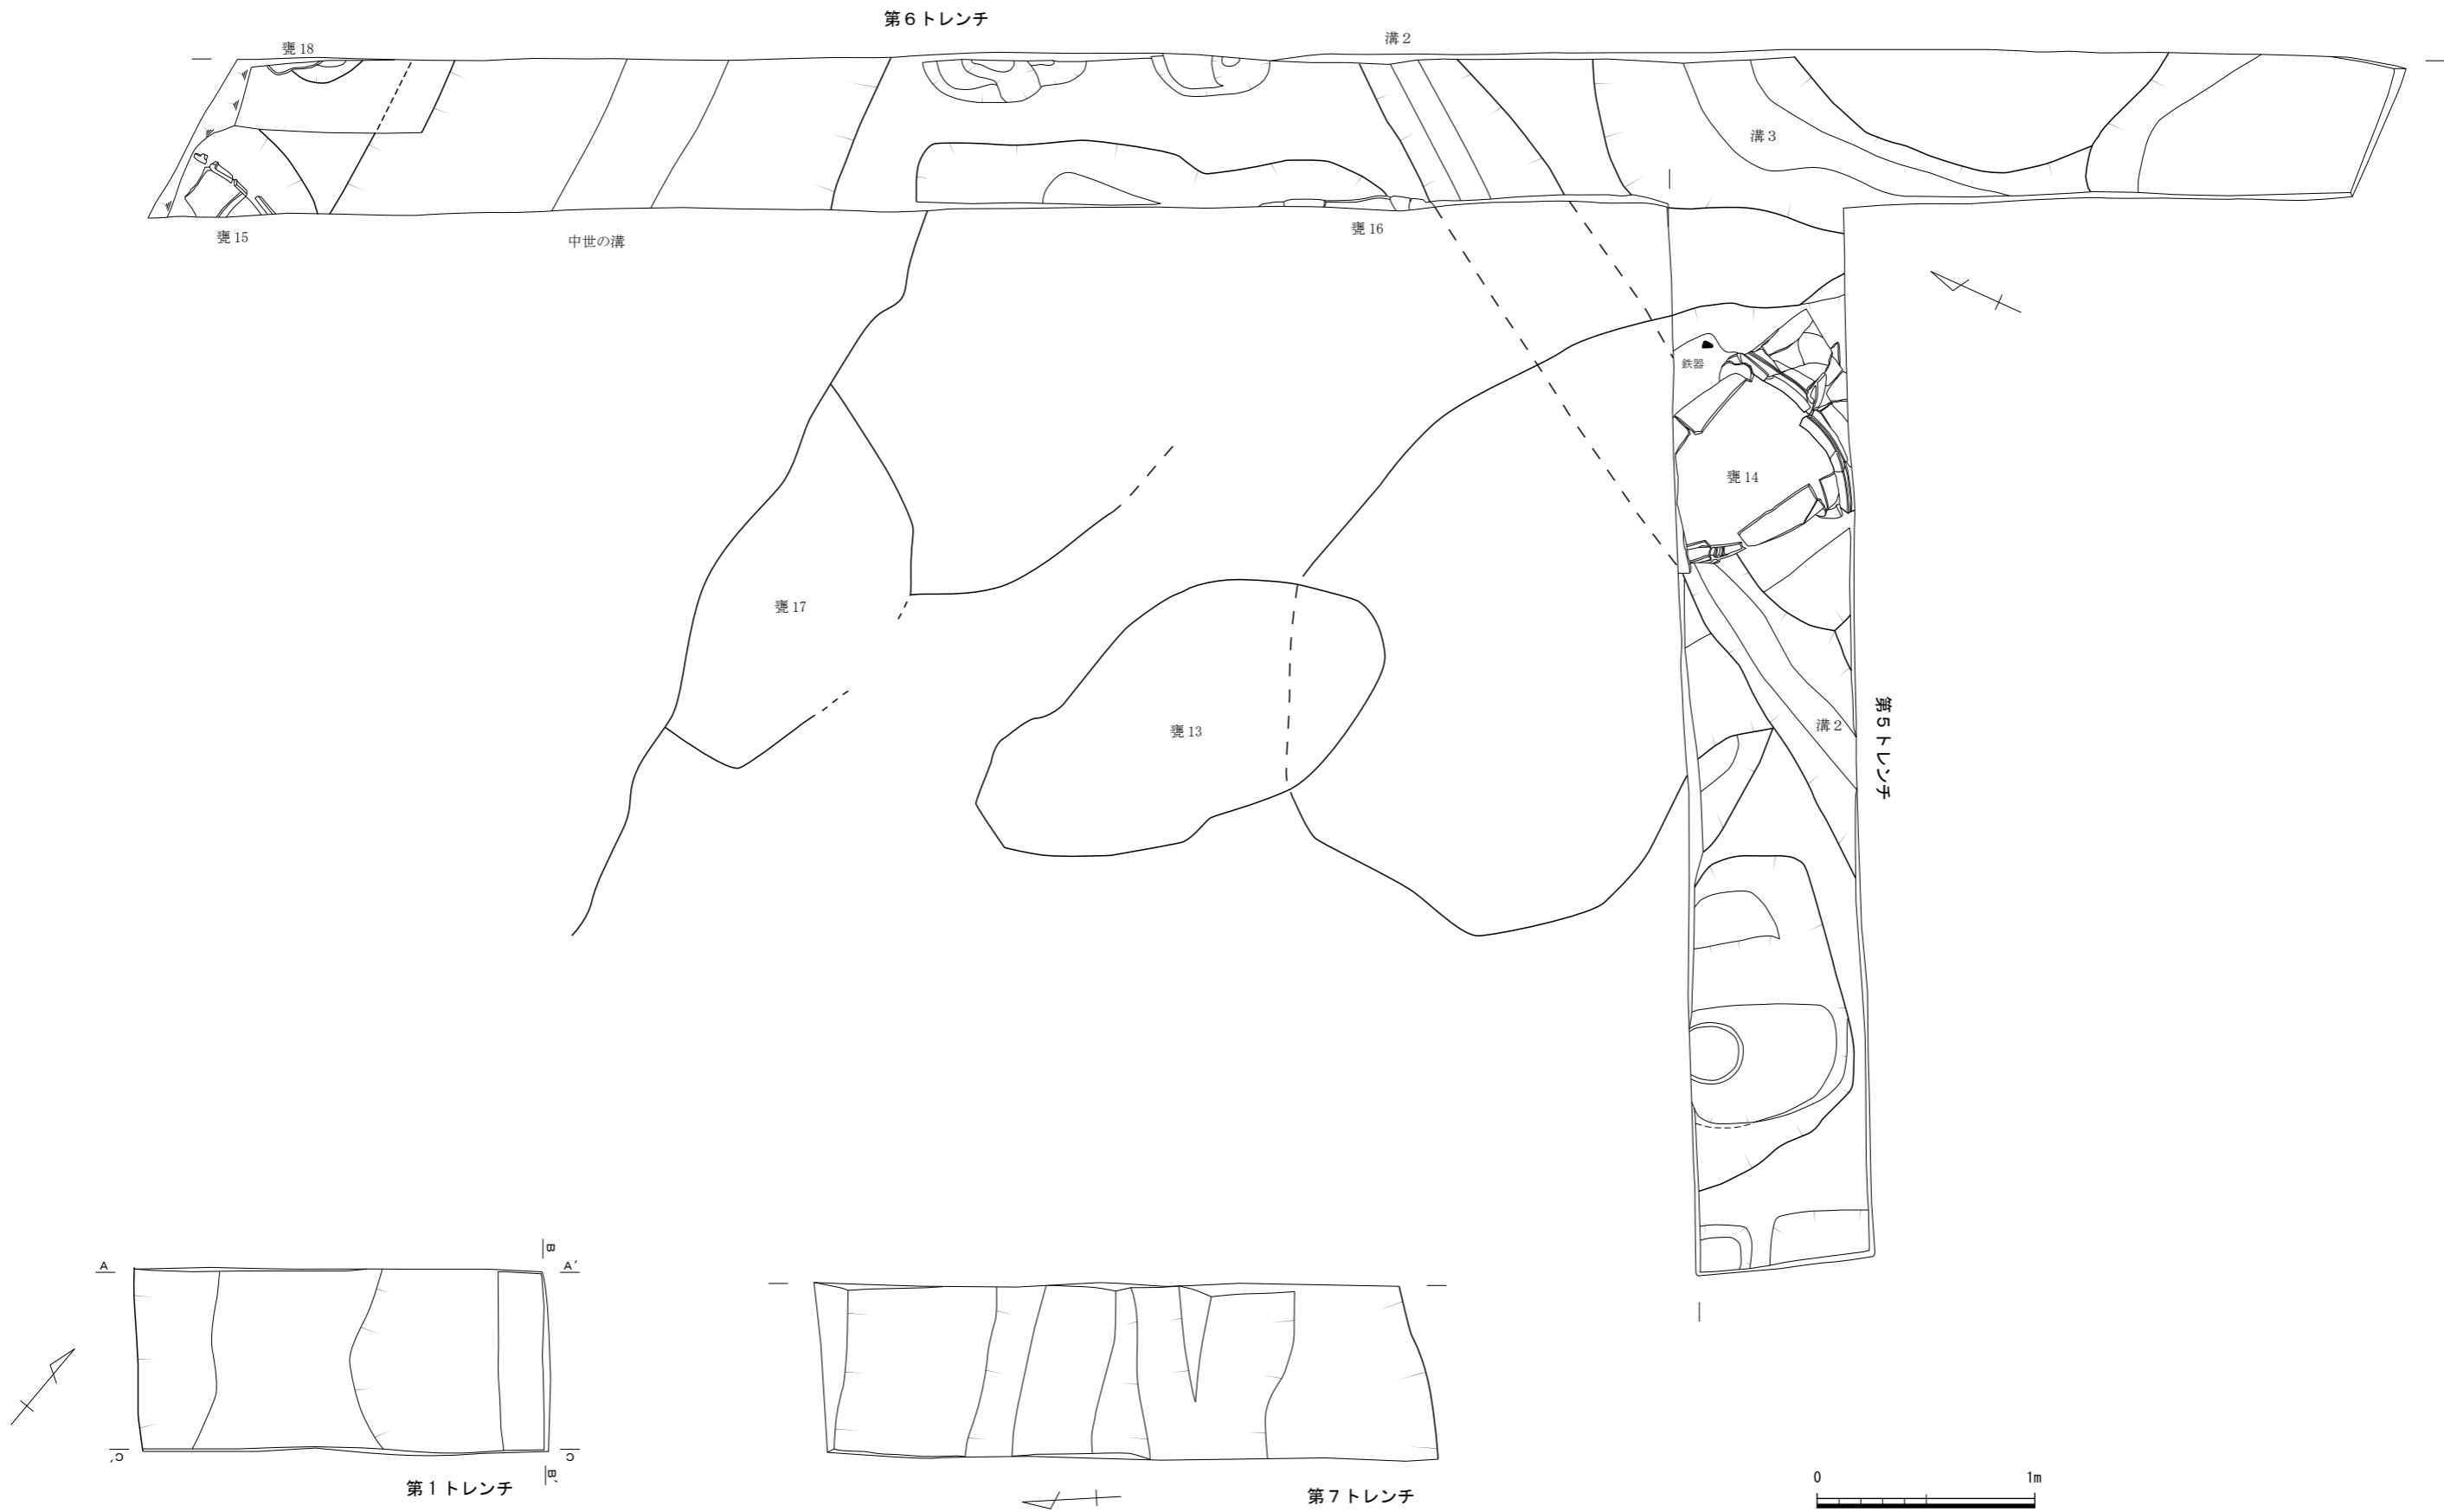 第６トレンチ
甕 18
溝２
溝３
甕 15
中世の溝
甕 16
鉄器
甕 14
甕 17
甕 13
溝２
第５トレンチ
A
B
A′
C′
B′
C
第１トレンチ
第７トレンチ
0
1m